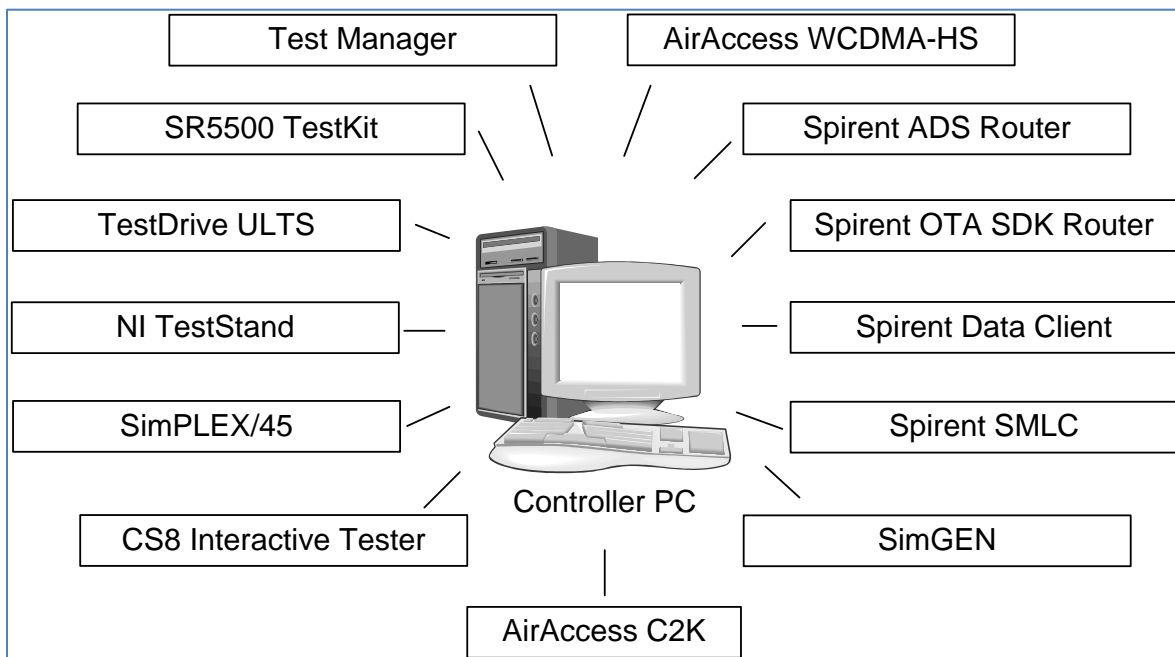 Test Manager
AirAccess WCDMA-HS
SR5500 TestKit
Spirent ADS Router
TestDrive ULTS
Spirent OTA SDK Router
NI TestStand
Spirent Data Client
SimPLEX/45
Spirent SMLC
Controller PC
CS8 Interactive Tester
SimGEN
AirAccess C2K